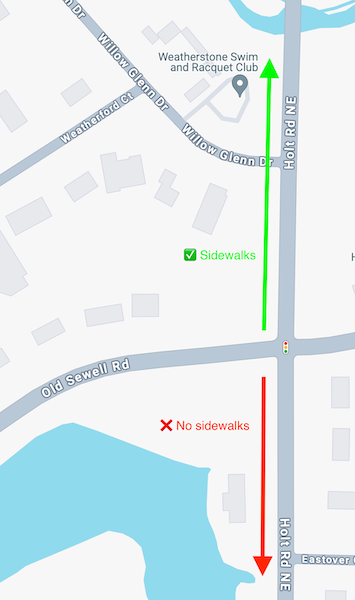 n Dr
Willow Glenn Dr
Weatherstone Swim
and Racquet Club
Weatherford Ct
Holt Rd NE
Willow Glenn Dr
✅ Sidewalks
Old Sewell Rd
❌ No sidewalks
Holt Rd NE
Eastover